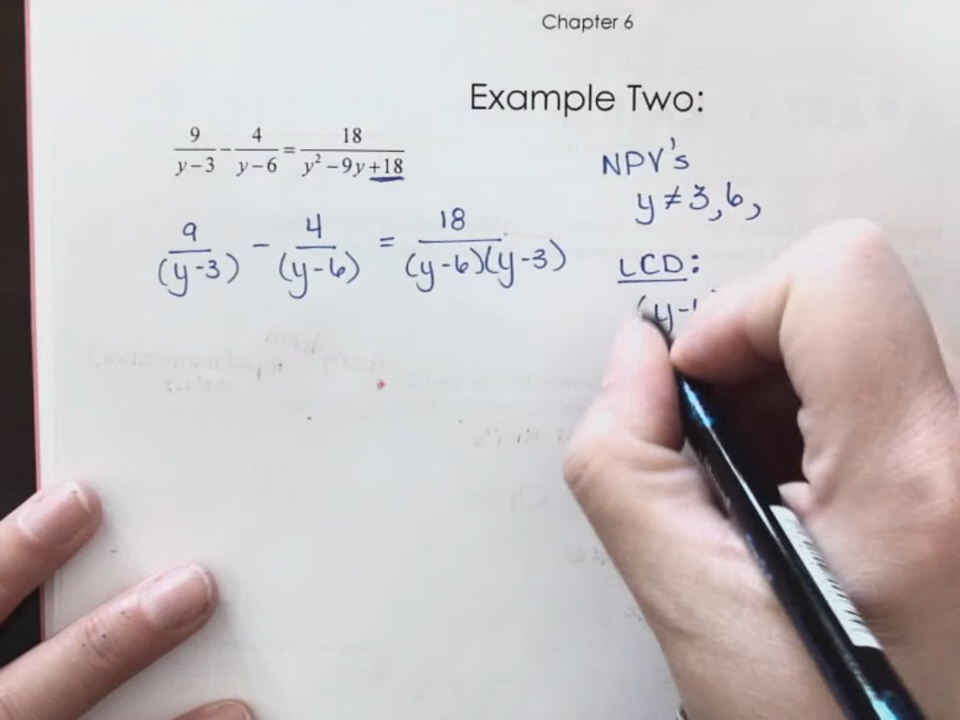 Chapter 6
Example Two:
9/(y-3) - 4/(y-6) = 18/(y²-9y+18)
NPV's
y ≠ 3, 6,
9/(y-3) - 4/(y-6) = 18/((y-6)(y-3))
LCD:
(y-